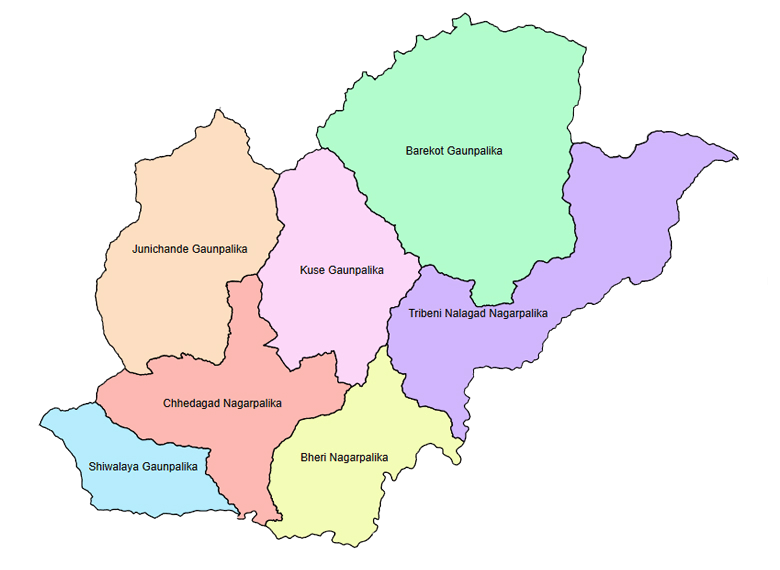 Barekot Gaunpalika
Junichande Gaunpalika
Kuse Gaunpalika
Tribeni Nalagad Nagarpalika
Chhedagad Nagarpalika
Bheri Nagarpalika
Shiwalaya Gaunpalika